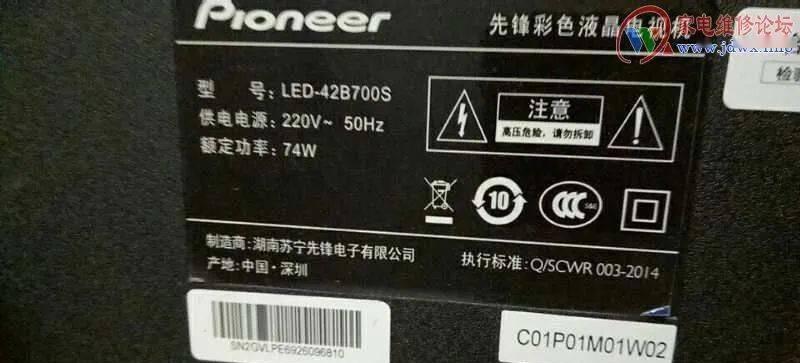 Pioneer
先锋彩色液晶电视机
家电维修论坛
www.jdwx.info
检验
型 号: LED-42B700S
供电电源: 220V~ 50Hz
额定功率: 74W
注意
高压危险, 请勿拆卸
10
CCC
S&E
制造商: 湖南苏宁先锋电子有限公司
产地: 中国·深圳
执行标准: Q/SCWR 003-2014
SN2GVLPE6926096810
C01P01M01W02